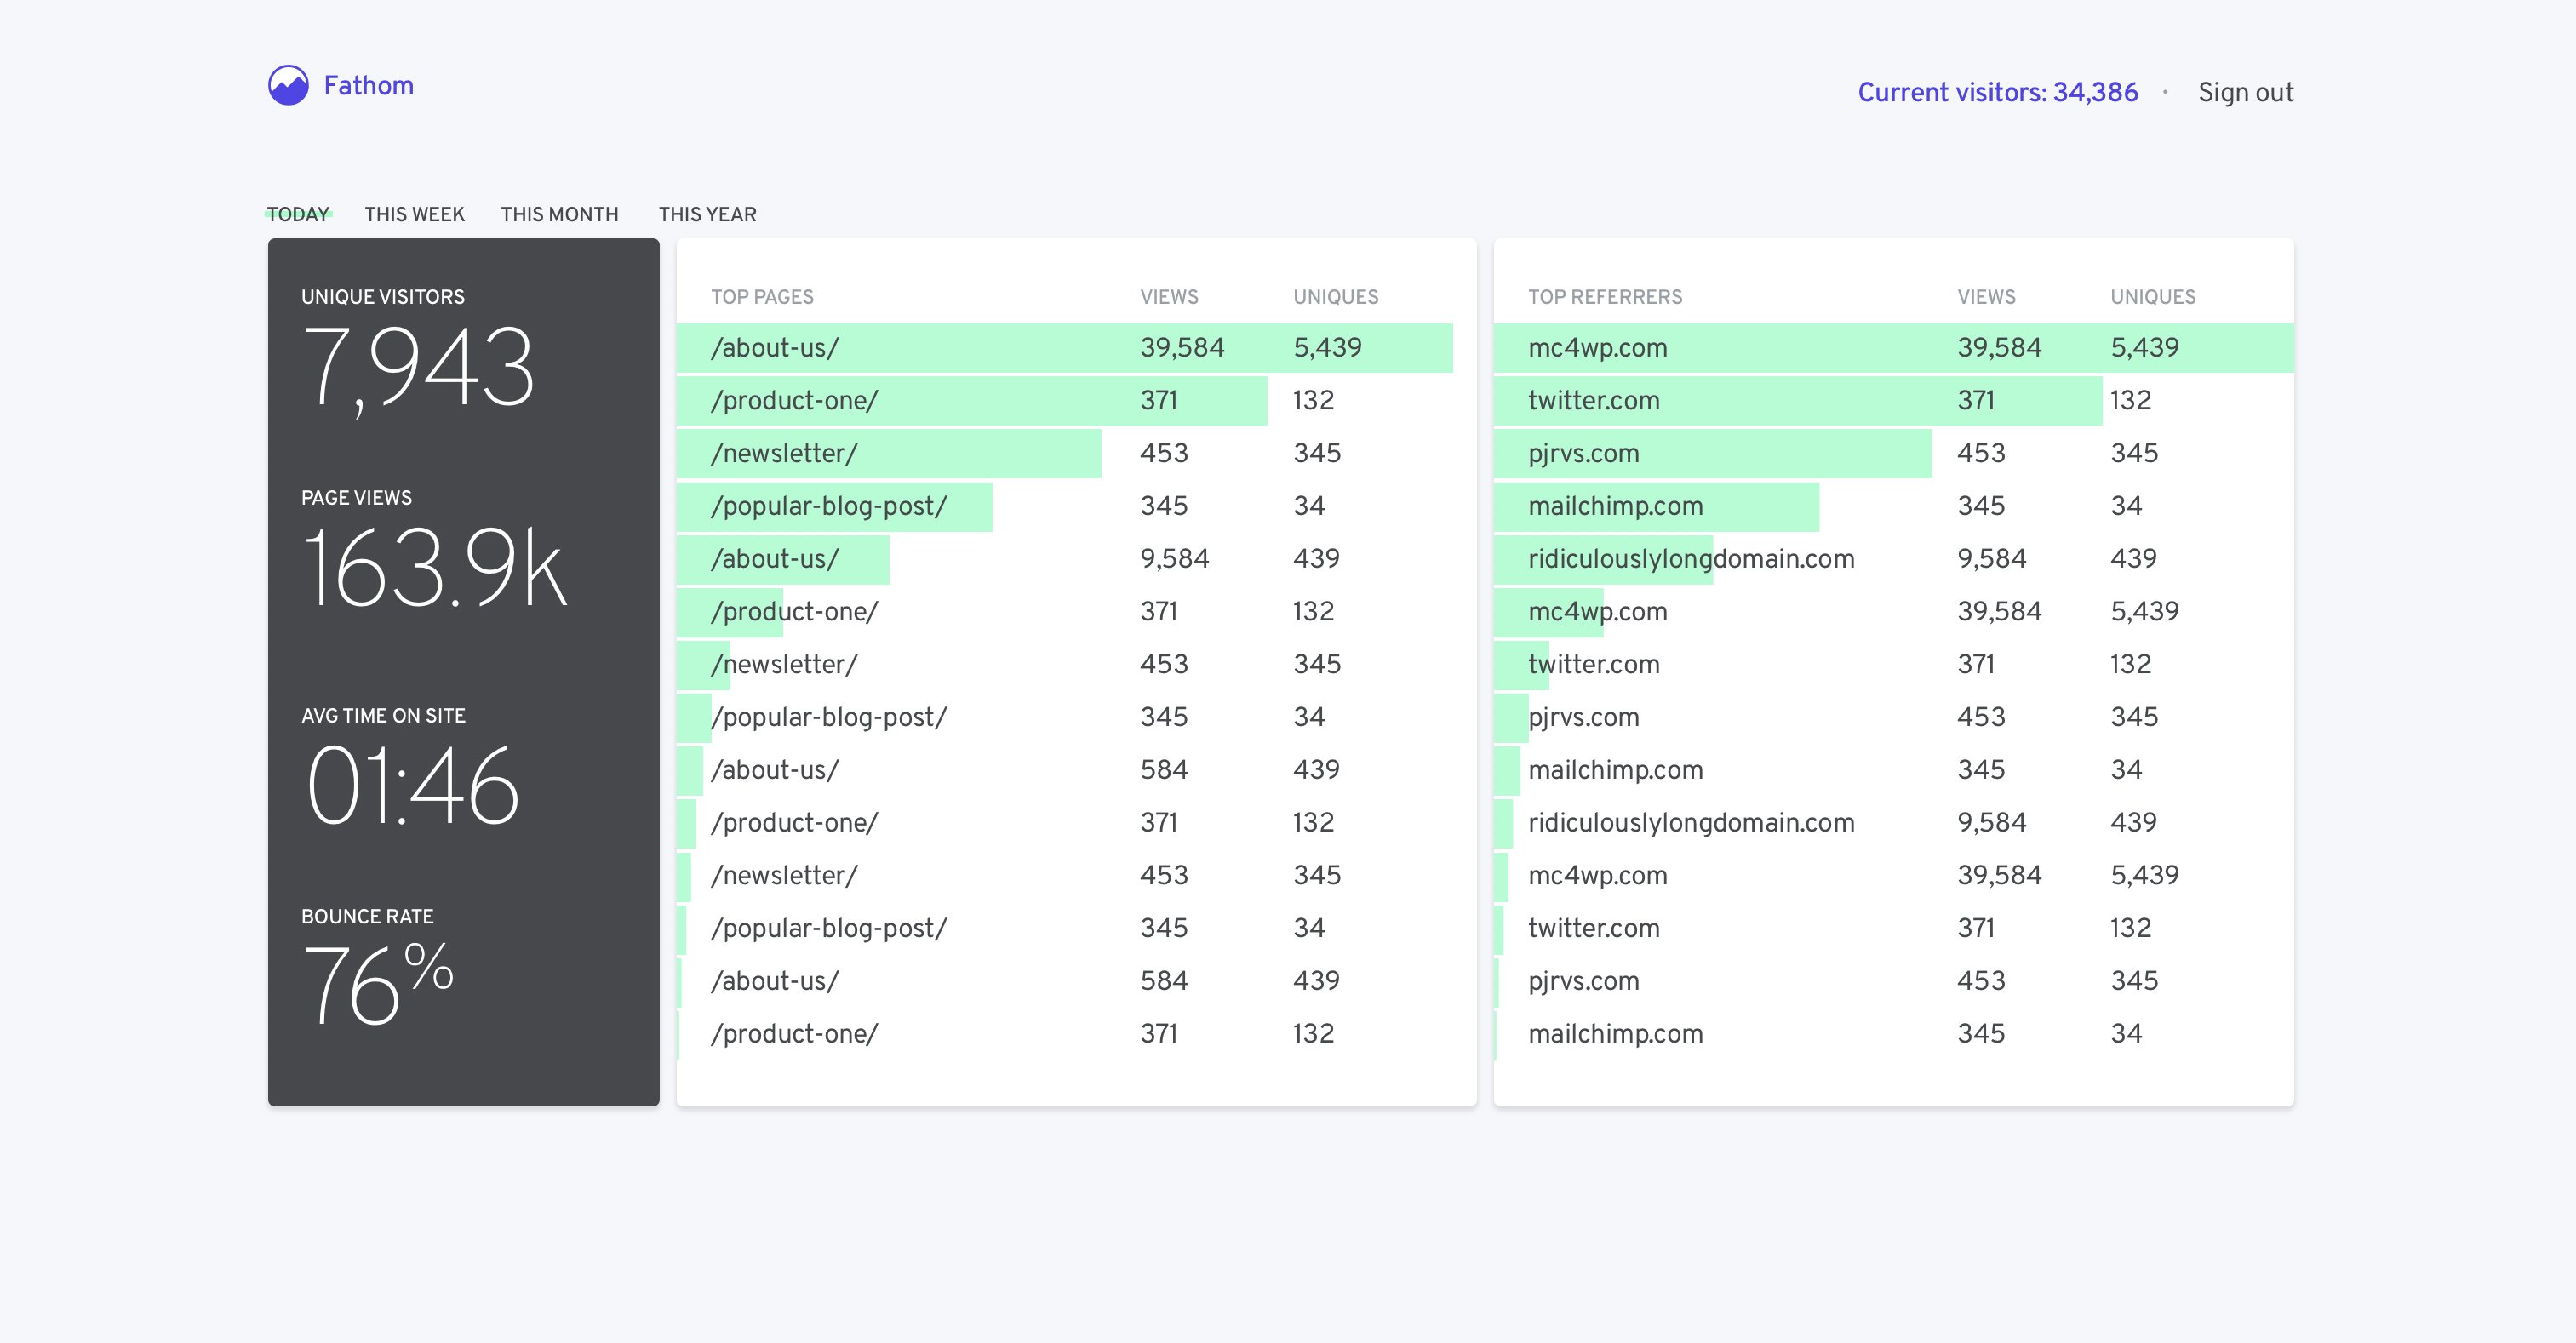 Fathom
Current visitors: 34,386 · Sign out
TODAY THIS WEEK THIS MONTH THIS YEAR
UNIQUE VISITORS
7,943
PAGE VIEWS
163.9k
AVG TIME ON SITE
01:46
BOUNCE RATE
76%
TOP PAGES VIEWS UNIQUES
/about-us/ 39,584 5,439
/product-one/ 371 132
/newsletter/ 453 345
/popular-blog-post/ 345 34
/about-us/ 9,584 439
/product-one/ 371 132
/newsletter/ 453 345
/popular-blog-post/ 345 34
/about-us/ 584 439
/product-one/ 371 132
/newsletter/ 453 345
/popular-blog-post/ 345 34
/about-us/ 584 439
/product-one/ 371 132
TOP REFERRERS VIEWS UNIQUES
mc4wp.com 39,584 5,439
twitter.com 371 132
pjrvs.com 453 345
mailchimp.com 345 34
ridiculouslylongdomain.com 9,584 439
mc4wp.com 39,584 5,439
twitter.com 371 132
pjrvs.com 453 345
mailchimp.com 345 34
ridiculouslylongdomain.com 9,584 439
mc4wp.com 39,584 5,439
twitter.com 371 132
pjrvs.com 453 345
mailchimp.com 345 34